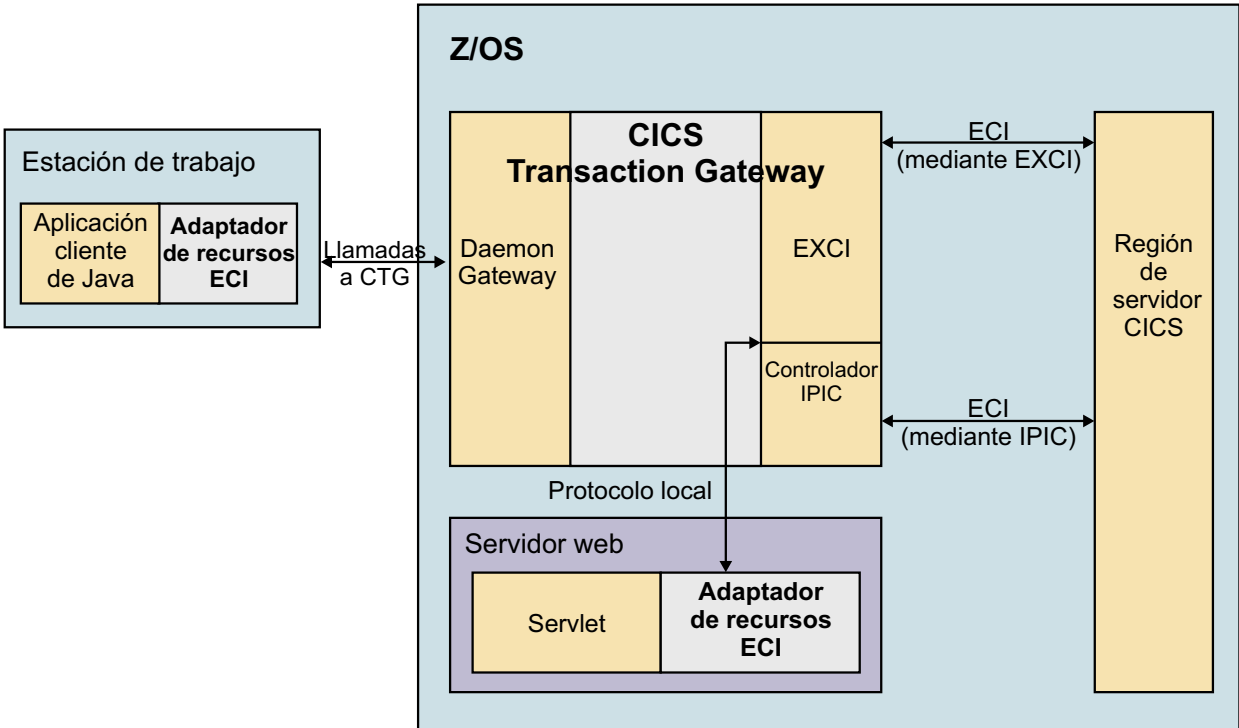 Z/OS
Estación de trabajo
Aplicación
cliente
de Java
Adaptador
de recursos
ECI
Llamadas
a CTG
CICS
Transaction Gateway
Daemon
Gateway
EXCI
Controlador
IPIC
ECI
(mediante EXCI)
ECI
(mediante IPIC)
Región
de
servidor
CICS
Protocolo local
Servidor web
Servlet
Adaptador
de recursos
ECI